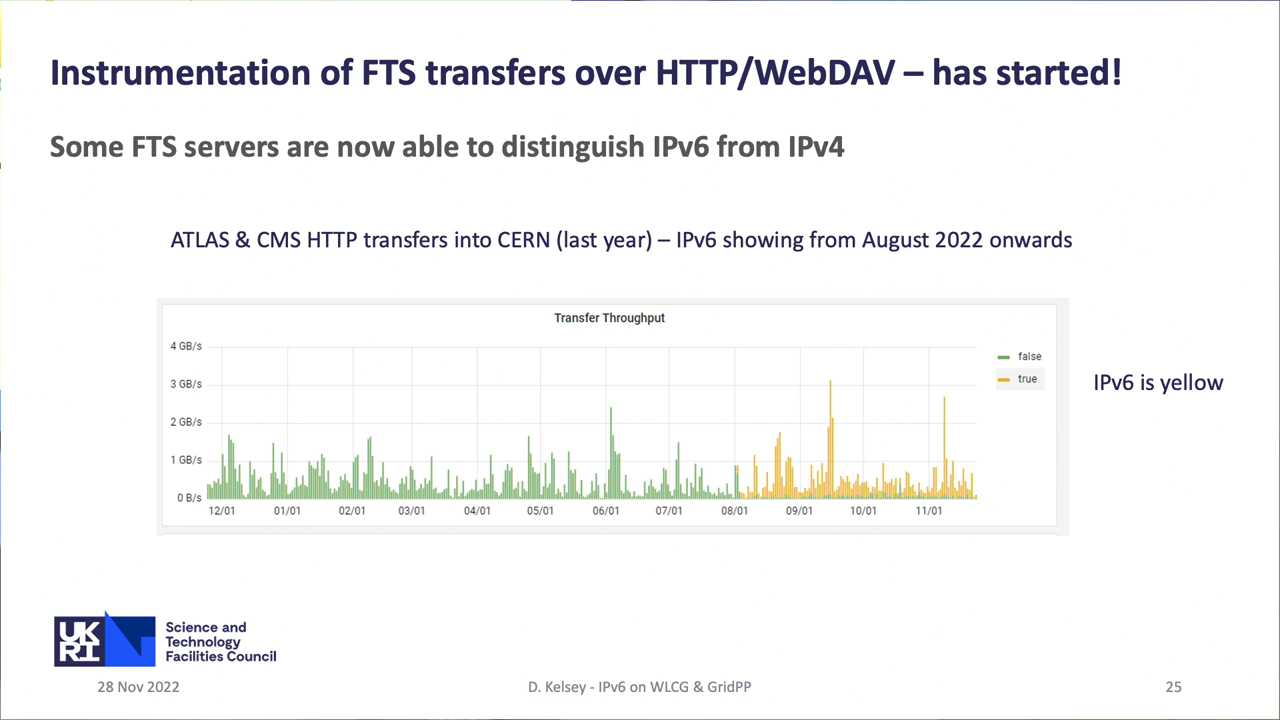 Instrumentation of FTS transfers over HTTP/WebDAV – has started!
Some FTS servers are now able to distinguish IPv6 from IPv4
ATLAS & CMS HTTP transfers into CERN (last year) – IPv6 showing from August 2022 onwards
Transfer Throughput
4 GB/s
3 GB/s
2 GB/s
1 GB/s
0 B/s
12/01 01/01 02/01 03/01 04/01 05/01 06/01 07/01 08/01 09/01 10/01 11/01
false
true
IPv6 is yellow
UK
RI
Science and
Technology
Facilities Council
28 Nov 2022
D. Kelsey - IPv6 on WLCG & GridPP
25